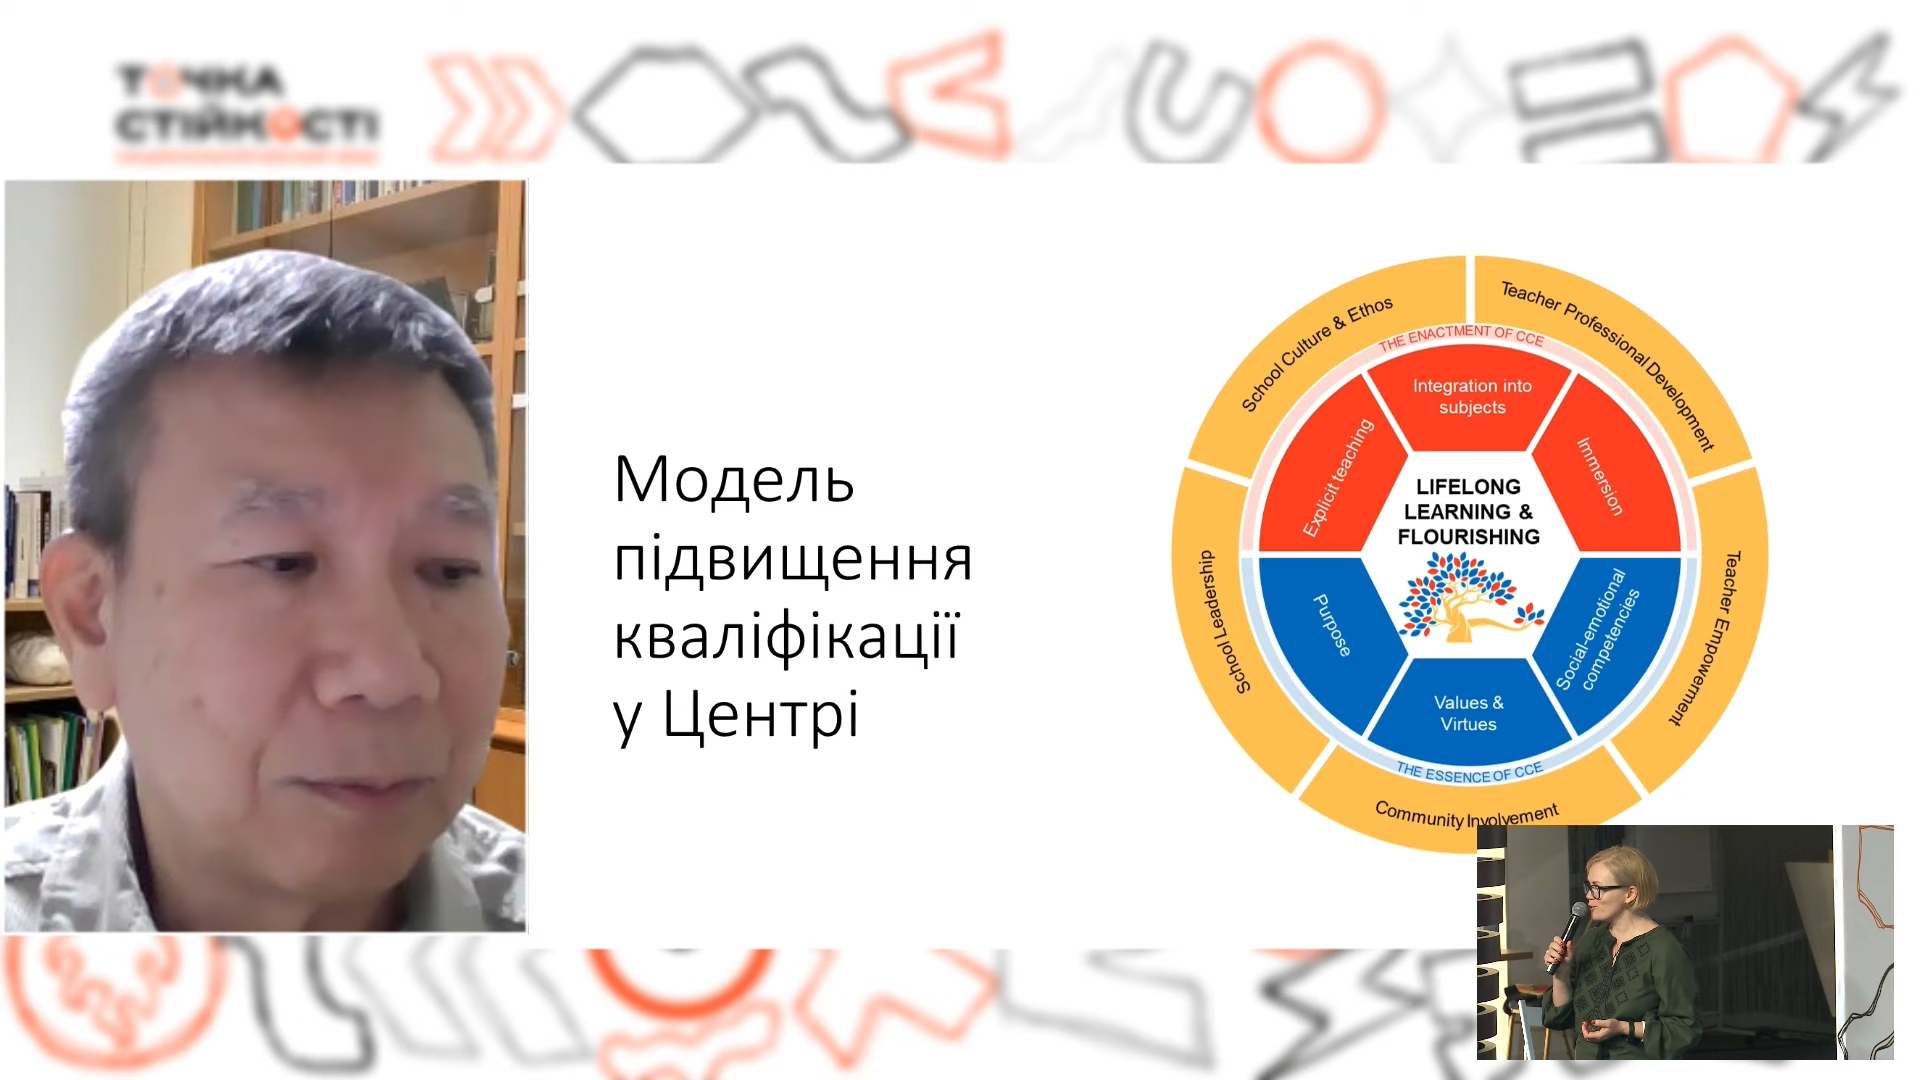 ТОЧКА
СТІЙКОСТІ
Модель
підвищення
кваліфікації
у Центрі
School Culture & Ethos
Teacher Professional Development
THE ENACTMENT OF CCE
Integration into
subjects
Explicit teaching
Immersion
LIFELONG
LEARNING &
FLOURISHING
School Leadership
Teacher Empowerment
Purpose
Social-emotional
competencies
Values &
Virtues
THE ESSENCE OF CCE
Community Involvement